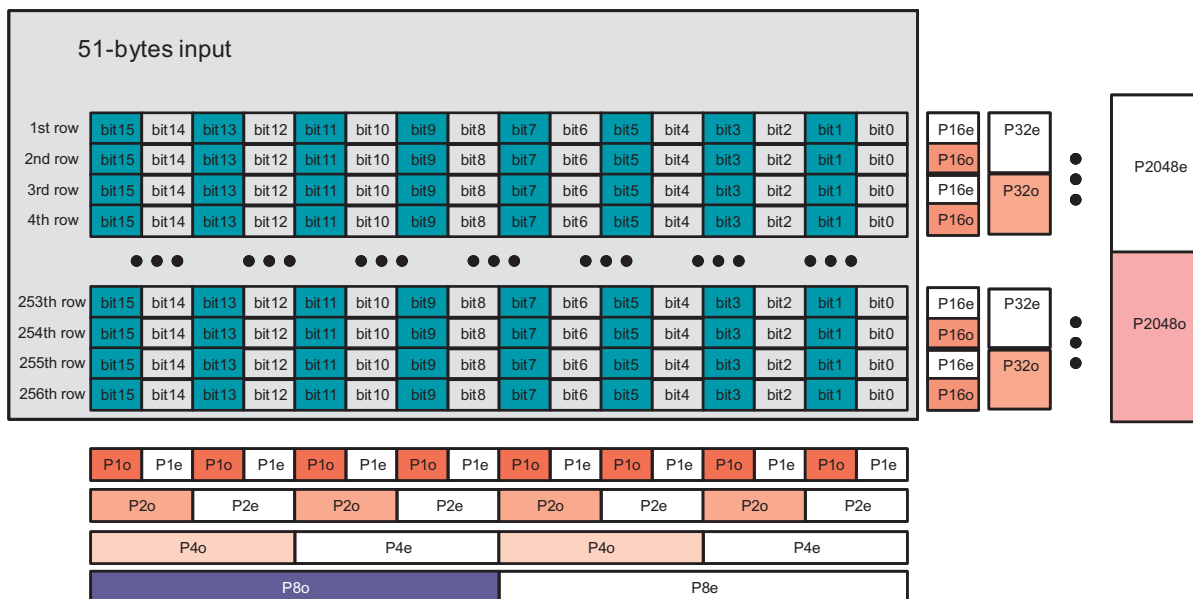 51-bytes input
1st row bit15 bit14 bit13 bit12 bit11 bit10 bit9 bit8 bit7 bit6 bit5 bit4 bit3 bit2 bit1 bit0 P16e P32e
2nd row bit15 bit14 bit13 bit12 bit11 bit10 bit9 bit8 bit7 bit6 bit5 bit4 bit3 bit2 bit1 bit0 P16o P2048e
3rd row bit15 bit14 bit13 bit12 bit11 bit10 bit9 bit8 bit7 bit6 bit5 bit4 bit3 bit2 bit1 bit0 P16e P32o
4th row bit15 bit14 bit13 bit12 bit11 bit10 bit9 bit8 bit7 bit6 bit5 bit4 bit3 bit2 bit1 bit0 P16o
253th row bit15 bit14 bit13 bit12 bit11 bit10 bit9 bit8 bit7 bit6 bit5 bit4 bit3 bit2 bit1 bit0 P16e P32e
254th row bit15 bit14 bit13 bit12 bit11 bit10 bit9 bit8 bit7 bit6 bit5 bit4 bit3 bit2 bit1 bit0 P16o P2048o
255th row bit15 bit14 bit13 bit12 bit11 bit10 bit9 bit8 bit7 bit6 bit5 bit4 bit3 bit2 bit1 bit0 P16e P32o
256th row bit15 bit14 bit13 bit12 bit11 bit10 bit9 bit8 bit7 bit6 bit5 bit4 bit3 bit2 bit1 bit0 P16o
P1o P1e P1o P1e P1o P1e P1o P1e P1o P1e P1o P1e P1o P1e P1o P1e
P2o P2e P2o P2e P2o P2e P2o P2e
P4o P4e P4o P4e
P8o P8e